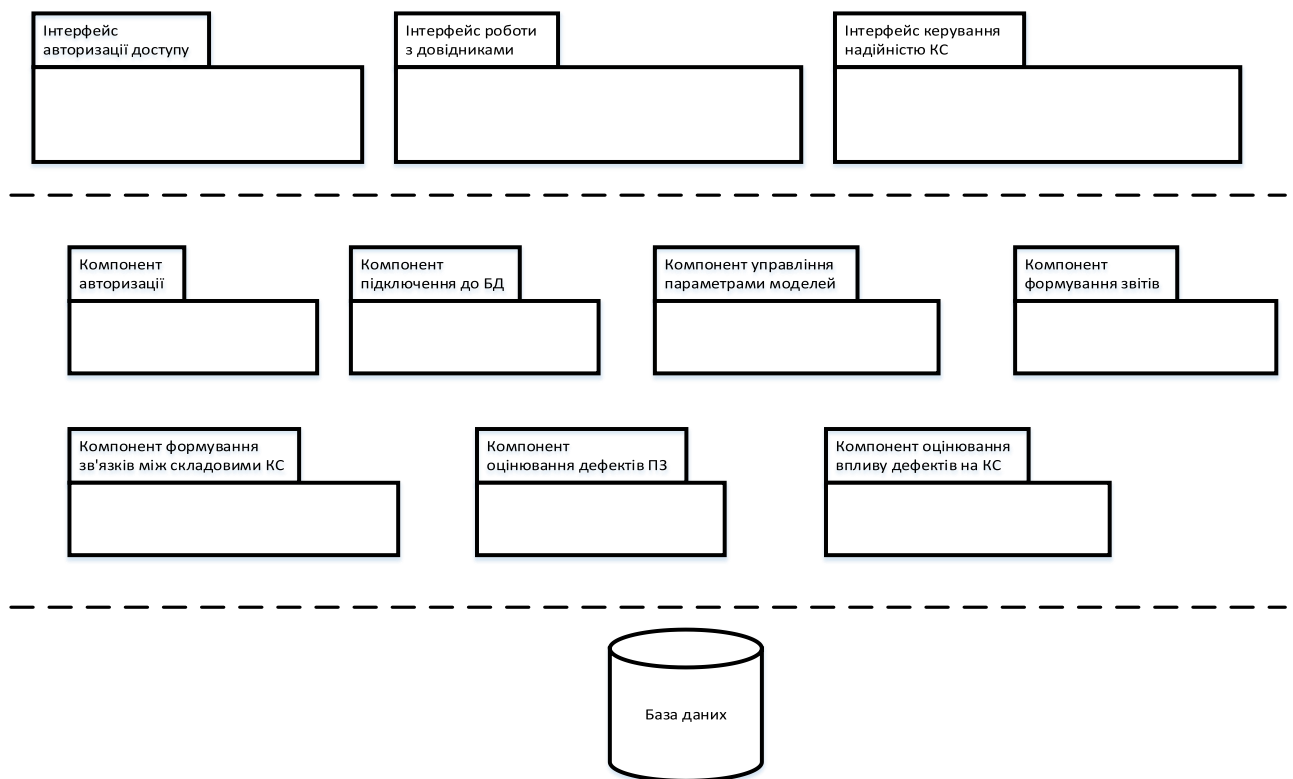 Інтерфейс
авторизації доступу
Інтерфейс роботи
з довідниками
Інтерфейс керування
надійністю КС
Компонент
авторизації
Компонент
підключення до БД
Компонент управління
параметрами моделей
Компонент
формування звітів
Компонент формування
зв'язків між складовими КС
Компонент
оцінювання дефектів ПЗ
Компонент оцінювання
впливу дефектів на КС
База даних